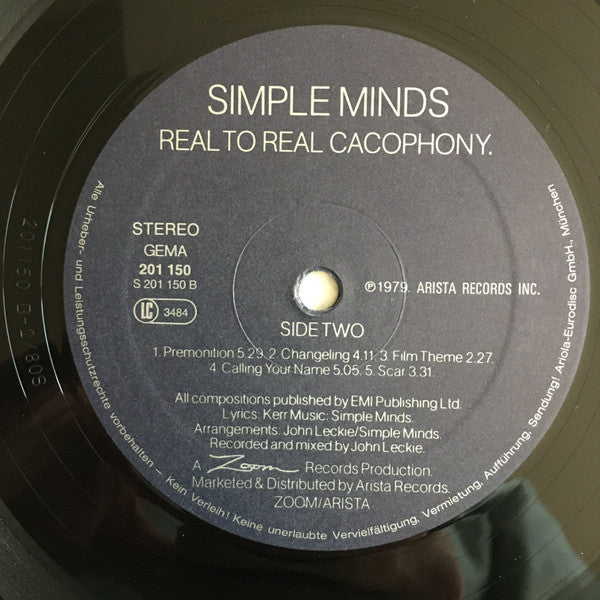 SIMPLE MINDS
REAL TO REAL CACOPHONY.
STEREO
GEMA
201 150
S 201 150 B
LC 3484
℗1979. ARISTA RECORDS INC.
SIDE TWO
1. Premonition 5.29. 2. Changeling 4.11. 3. Film Theme 2.27.
4. Calling Your Name 5.05. 5. Scar 3.31.
All compositions published by EMI Publishing Ltd.
Lyrics: Kerr Music: Simple Minds.
Arrangements: John Leckie/Simple Minds.
Recorded and mixed by John Leckie.
A Zoom Records Production.
Marketed & Distributed by Arista Records.
ZOOM/ARISTA
Alle Urheber- und Leistungsschutzrechte vorbehalten – Kein Verleih! Keine unerlaubte Vervielfältigung, Vermietung, Aufführung, Sendung! Ariola-Eurodisc GmbH., München
201150 B-2/80S